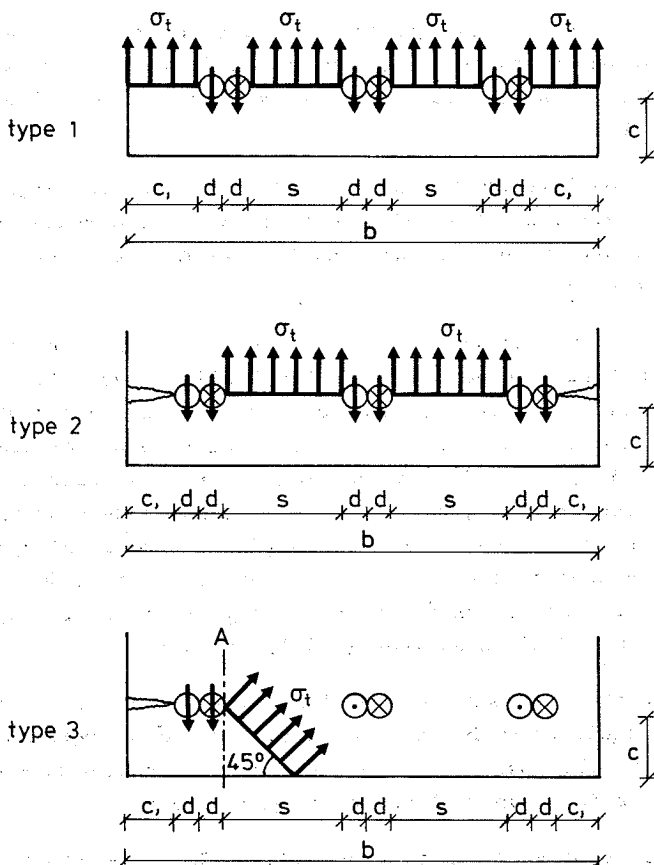 σt σt σt σt
type 1
c
c, d d s d d s d d c,
b
σt σt
type 2
c
c, d d s d d s d d c,
b
A
σt
type 3
45°
c
c, d d s d d s d d c,
b